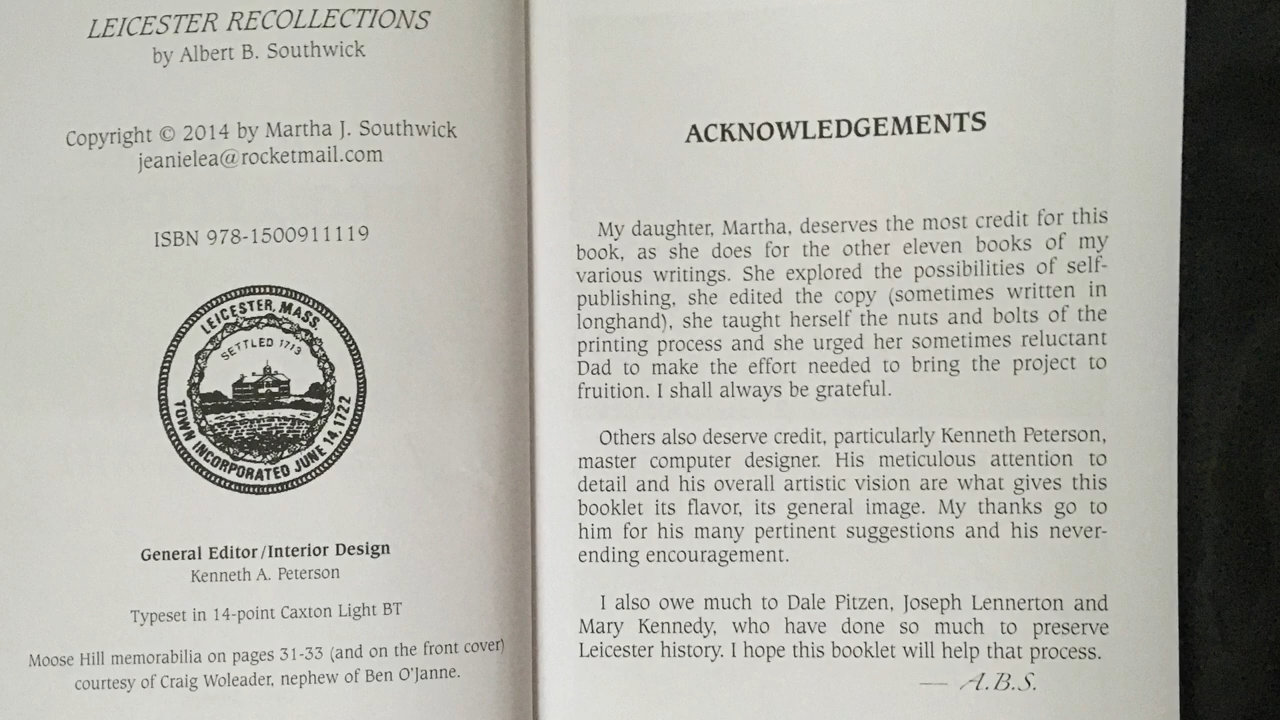 LEICESTER RECOLLECTIONS
by Albert B. Southwick
Copyright © 2014 by Martha J. Southwick
jeanielea@rocketmail.com
ISBN 978-1500911119
LEICESTER, MASS.
SETTLED 1713
TOWN INCORPORATED JUNE 14, 1722
General Editor/Interior Design
Kenneth A. Peterson
Typeset in 14-point Caxton Light BT
Moose Hill memorabilia on pages 31-33 (and on the front cover)
courtesy of Craig Woleader, nephew of Ben O'Janne.
ACKNOWLEDGEMENTS
My daughter, Martha, deserves the most credit for this
book, as she does for the other eleven books of my
various writings. She explored the possibilities of self-
publishing, she edited the copy (sometimes written in
longhand), she taught herself the nuts and bolts of the
printing process and she urged her sometimes reluctant
Dad to make the effort needed to bring the project to
fruition. I shall always be grateful.
Others also deserve credit, particularly Kenneth Peterson,
master computer designer. His meticulous attention to
detail and his overall artistic vision are what gives this
booklet its flavor, its general image. My thanks go to
him for his many pertinent suggestions and his never-
ending encouragement.
I also owe much to Dale Pitzen, Joseph Lennerton and
Mary Kennedy, who have done so much to preserve
Leicester history. I hope this booklet will help that process.
— A.B.S.